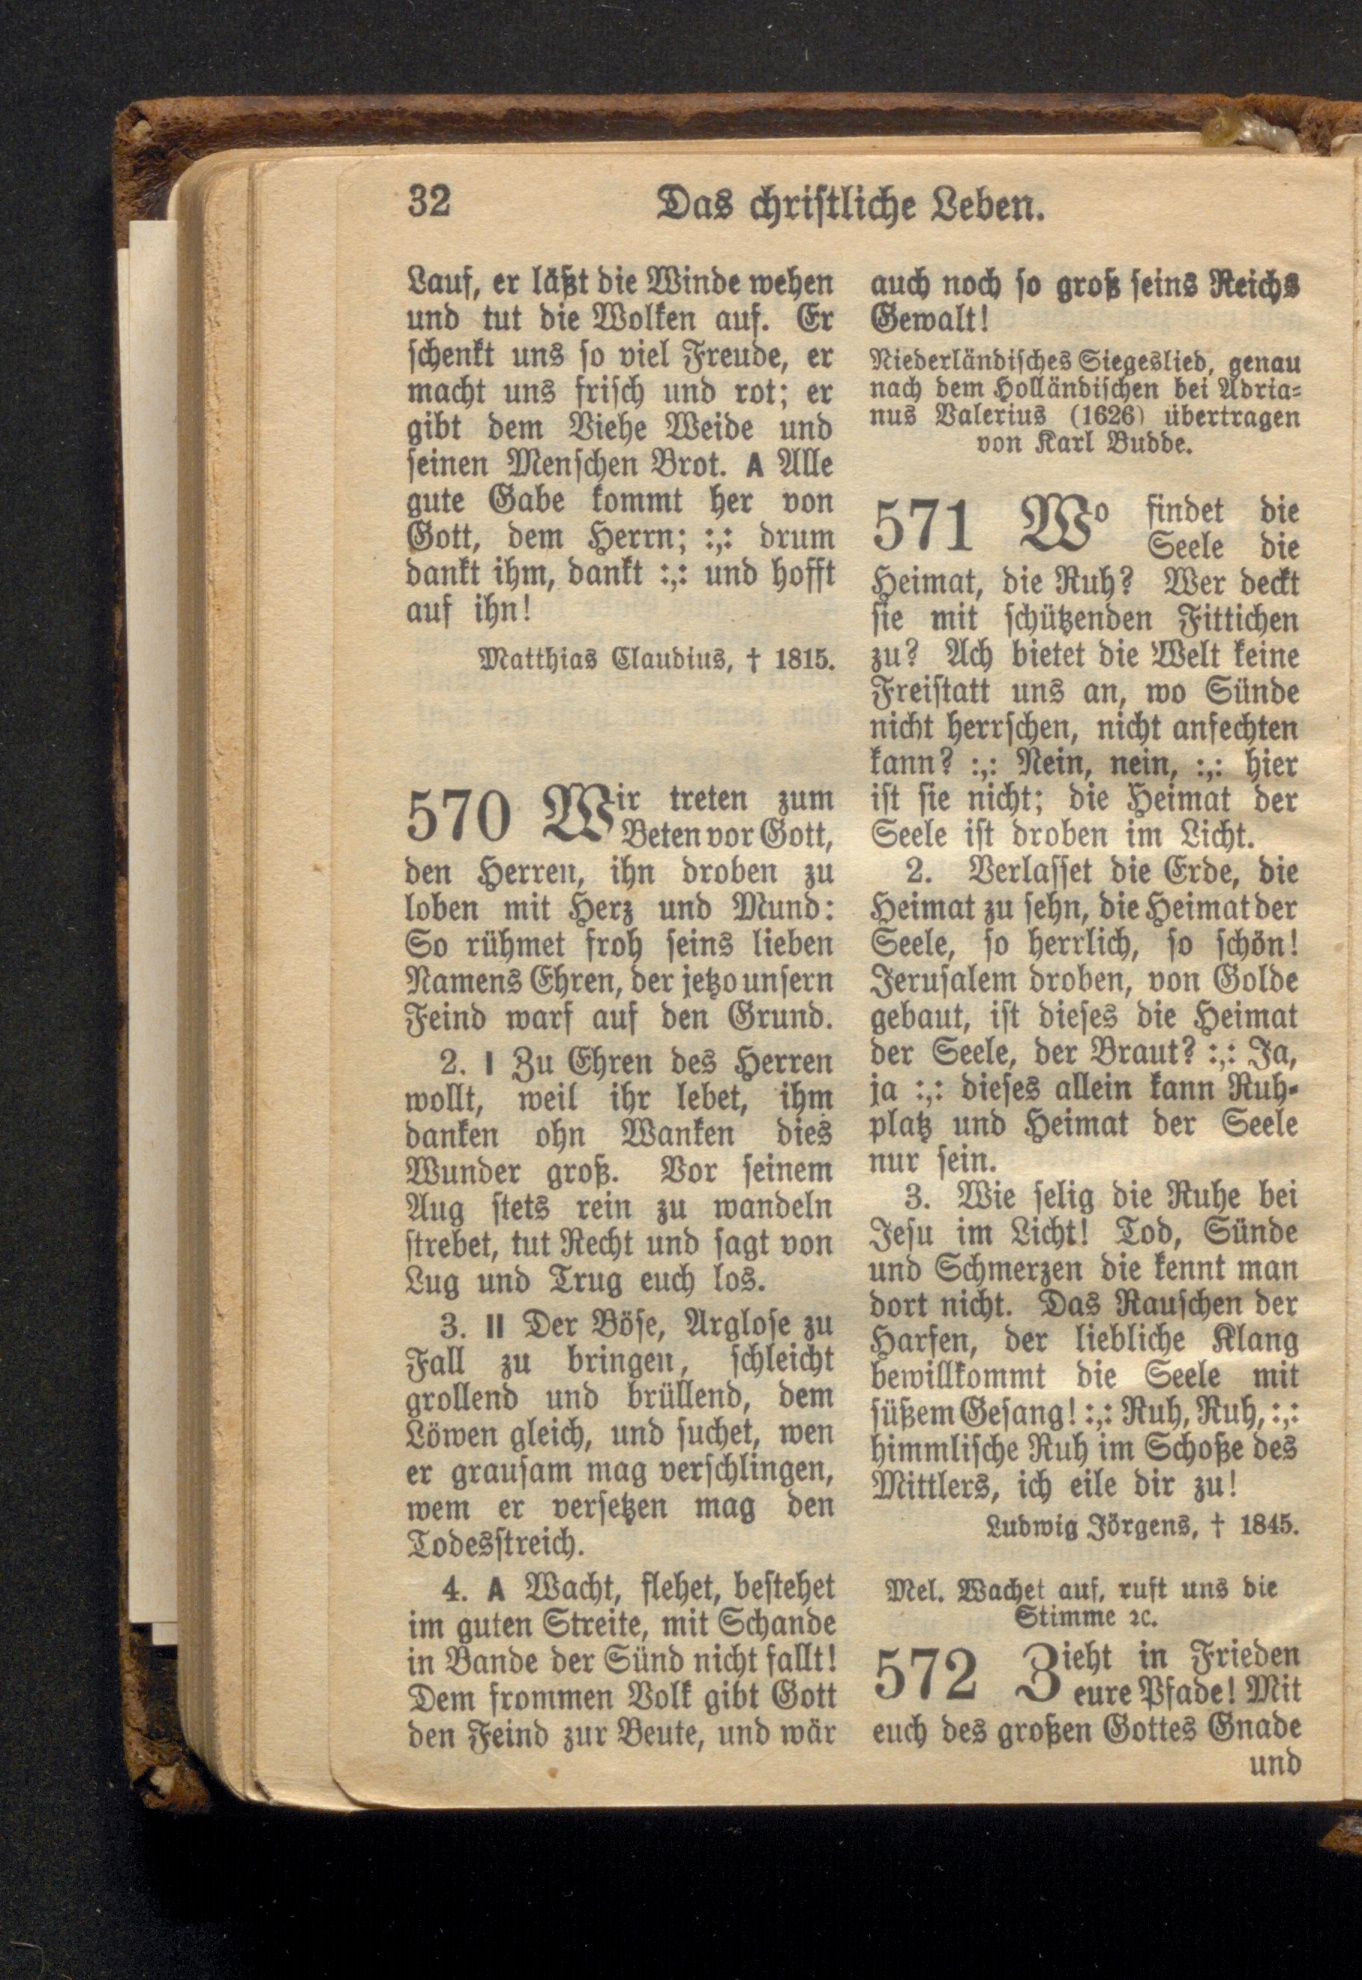 32
Das christliche Leben.
Lauf, er läßt die Winde wehen
und tut die Wolken auf. Er
schenkt uns so viel Freude, er
macht uns frisch und rot; er
gibt dem Viehe Weide und
seinen Menschen Brot. A Alle
gute Gabe kommt her von
Gott, dem Herrn; :,: drum
dankt ihm, dankt :,: und hofft
auf ihn!
Matthias Claudius, † 1815.
570 Wir treten zum
Beten vor Gott,
den Herren, ihn droben zu
loben mit Herz und Mund:
So rühmet froh seins lieben
Namens Ehren, der jetzo unsern
Feind warf auf den Grund.
2. I Zu Ehren des Herren
wollt, weil ihr lebet, ihm
danken ohn Wanken dies
Wunder groß. Vor seinem
Aug stets rein zu wandeln
strebet, tut Recht und sagt von
Lug und Trug euch los.
3. II Der Böse, Arglose zu
Fall zu bringen, schleicht
grollend und brüllend, dem
Löwen gleich, und suchet, wen
er grausam mag verschlingen,
wem er versetzen mag den
Todesstreich.
4. A Wacht, flehet, bestehet
im guten Streite, mit Schande
in Bande der Sünd nicht fallt!
Dem frommen Volk gibt Gott
den Feind zur Beute, und wär
auch noch so groß seins Reichs
Gewalt!
Niederländisches Siegeslied, genau
nach dem Holländischen bei Adria-
nus Valerius (1626) übertragen
von Karl Budde.
571 Wo findet die
Seele die
Heimat, die Ruh? Wer deckt
sie mit schützenden Fittichen
zu? Ach bietet die Welt keine
Freistatt uns an, wo Sünde
nicht herrschen, nicht anfechten
kann? :,: Nein, nein, :,: hier
ist sie nicht; die Heimat der
Seele ist droben im Licht.
2. Verlasset die Erde, die
Heimat zu sehn, die Heimat der
Seele, so herrlich, so schön!
Jerusalem droben, von Golde
gebaut, ist dieses die Heimat
der Seele, der Braut? :,: Ja,
ja :,: dieses allein kann Ruh-
platz und Heimat der Seele
nur sein.
3. Wie selig die Ruhe bei
Jesu im Licht! Tod, Sünde
und Schmerzen die kennt man
dort nicht. Das Rauschen der
Harfen, der liebliche Klang
bewillkommt die Seele mit
süßem Gesang! :,: Ruh, Ruh, :,:
himmlische Ruh im Schoße des
Mittlers, ich eile dir zu!
Ludwig Jörgens, † 1845.
Mel. Wachet auf, ruft uns die
Stimme ꝛc.
572 Zieht in Frieden
eure Pfade! Mit
euch des großen Gottes Gnade
und